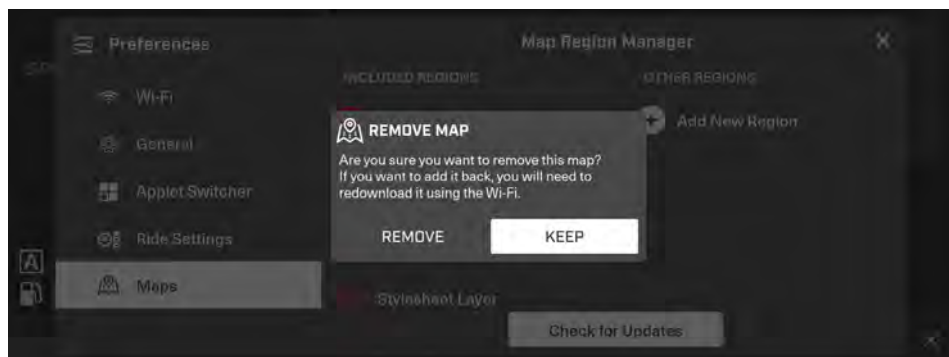 Preferences
Map Region Manager
INCLUDED REGIONS
OTHER REGIONS
Wi-Fi
Add New Region
General
Applet Switcher
Ride Settings
Maps
REMOVE MAP
Are you sure you want to remove this map?
If you want to add it back, you will need to
redownload it using the Wi-Fi.
REMOVE
KEEP
Stylesheet Layer
Check for Updates
A